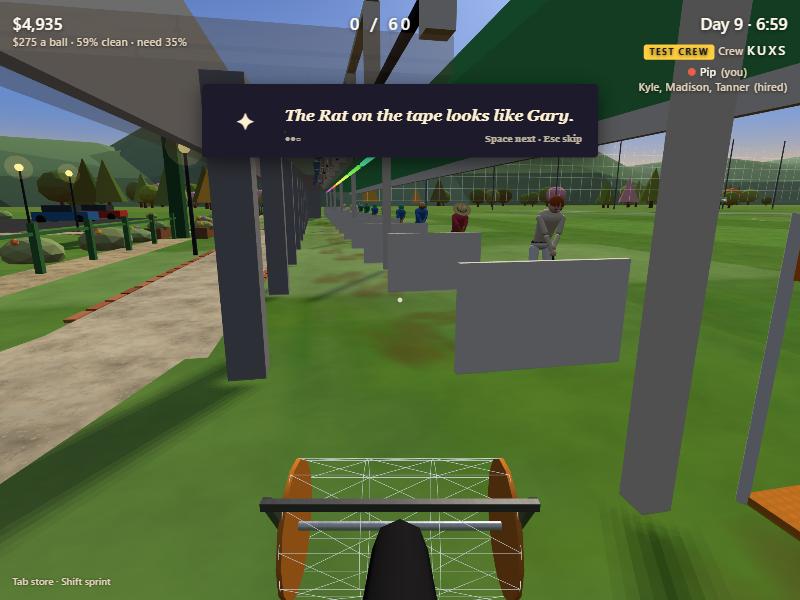 $4,935
$275 a ball · 59% clean · need 35%
0 / 60
Day 9 · 6:59
TEST CREW Crew KUXS
Pip (you)
Kyle, Madison, Tanner (hired)
The Rat on the tape looks like Gary.
Space next · Esc skip
Tab store · Shift sprint